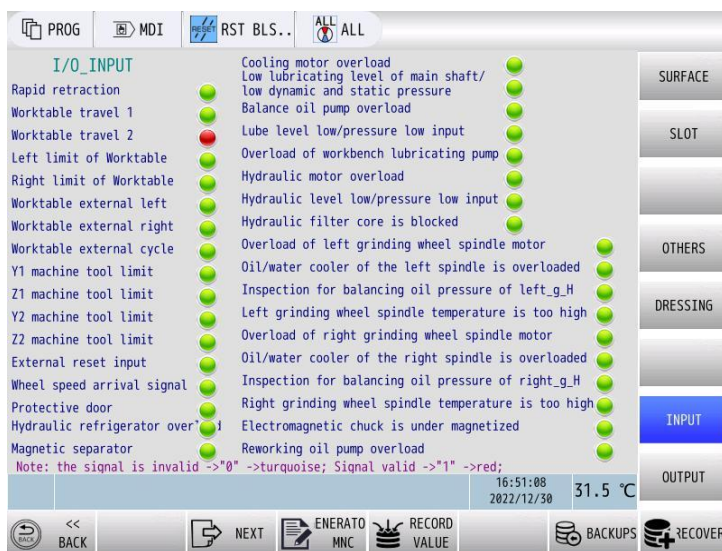 PROG
MDI
RESET
RST BLS..
ALL
ALL
I/O_INPUT
Rapid retraction
Worktable travel 1
Worktable travel 2
Left limit of Worktable
Right limit of Worktable
Worktable external left
Worktable external right
Worktable external cycle
Y1 machine tool limit
Z1 machine tool limit
Y2 machine tool limit
Z2 machine tool limit
External reset input
Wheel speed arrival signal
Protective door
Hydraulic refrigerator over
Magnetic separator
Cooling motor overload
Low lubricating level of main shaft/
low dynamic and static pressure
Balance oil pump overload
Lube level low/pressure low input
Overload of workbench lubricating pump
Hydraulic motor overload
Hydraulic level low/pressure low input
Hydraulic filter core is blocked
Overload of left grinding wheel spindle motor
Oil/water cooler of the left spindle is overloaded
Inspection for balancing oil pressure of left_g_H
Left grinding wheel spindle temperature is too high
Overload of right grinding wheel spindle motor
Oil/water cooler of the right spindle is overloaded
Inspection for balancing oil pressure of right_g_H
Right grinding wheel spindle temperature is too high
Electromagnetic chuck is under magnetized
Reworking oil pump overload
Note: the signal is invalid ->"0" ->turquoise; Signal valid ->"1" ->red;
16:51:08
2022/12/30
31.5 ℃
SURFACE
SLOT
OTHERS
DRESSING
INPUT
OUTPUT
BACK
<<
BACK
NEXT
ENERATO
MNC
RECORD
VALUE
BACKUPS
RECOVER